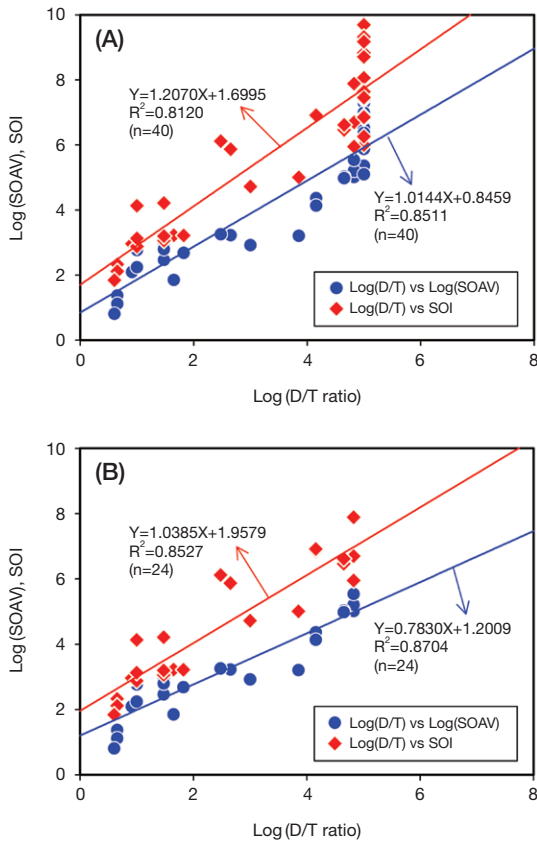 (A)
Y=1.2070X+1.6995
R²=0.8120
(n=40)
Y=1.0144X+0.8459
R²=0.8511
(n=40)
Log(D/T) vs Log(SOAV)
Log(D/T) vs SOI
Log (SOAV), SOI
10
8
6
4
2
0
0 2 4 6 8
Log (D/T ratio)
(B)
Y=1.0385X+1.9579
R²=0.8527
(n=24)
Y=0.7830X+1.2009
R²=0.8704
(n=24)
Log(D/T) vs Log(SOAV)
Log(D/T) vs SOI
Log (SOAV), SOI
10
8
6
4
2
0
0 2 4 6 8
Log (D/T ratio)